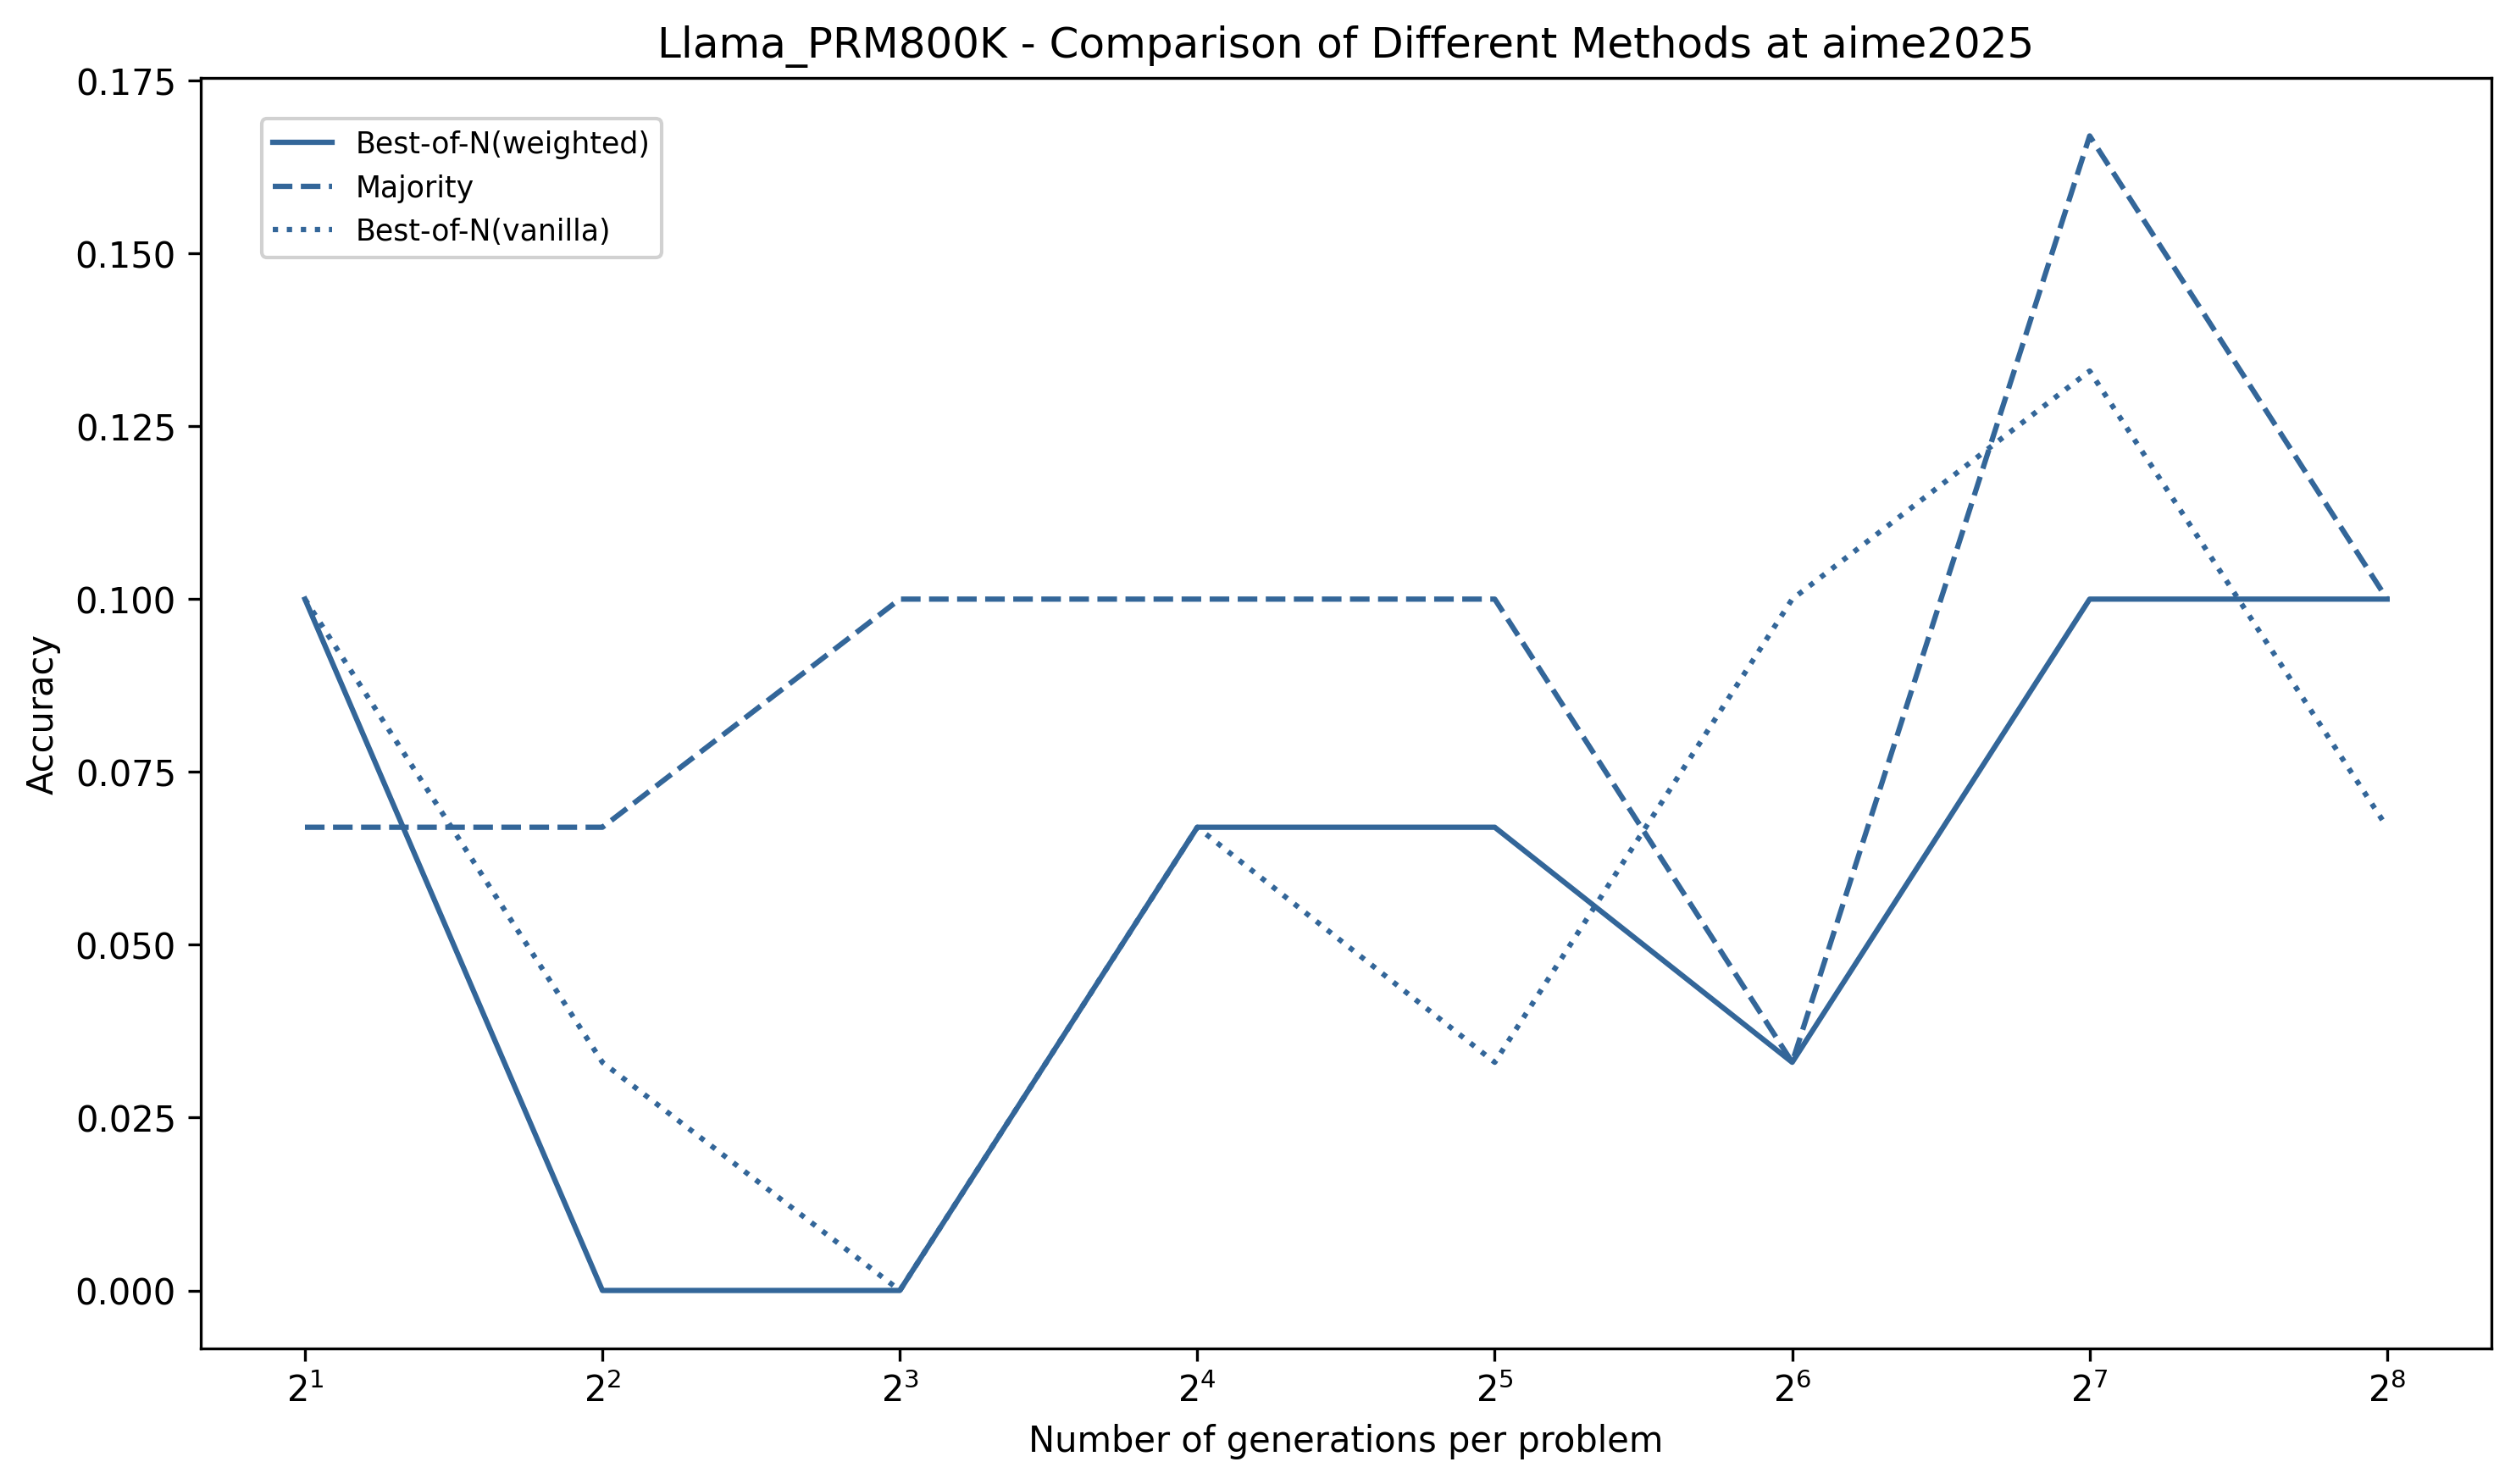 Llama_PRM800K - Comparison of Different Methods at aime2025
0.175
0.150
0.125
0.100
0.075
0.050
0.025
0.000
Accuracy
Best-of-N(weighted)
Majority
Best-of-N(vanilla)
2¹ 2² 2³ 2⁴ 2⁵ 2⁶ 2⁷ 2⁸
Number of generations per problem